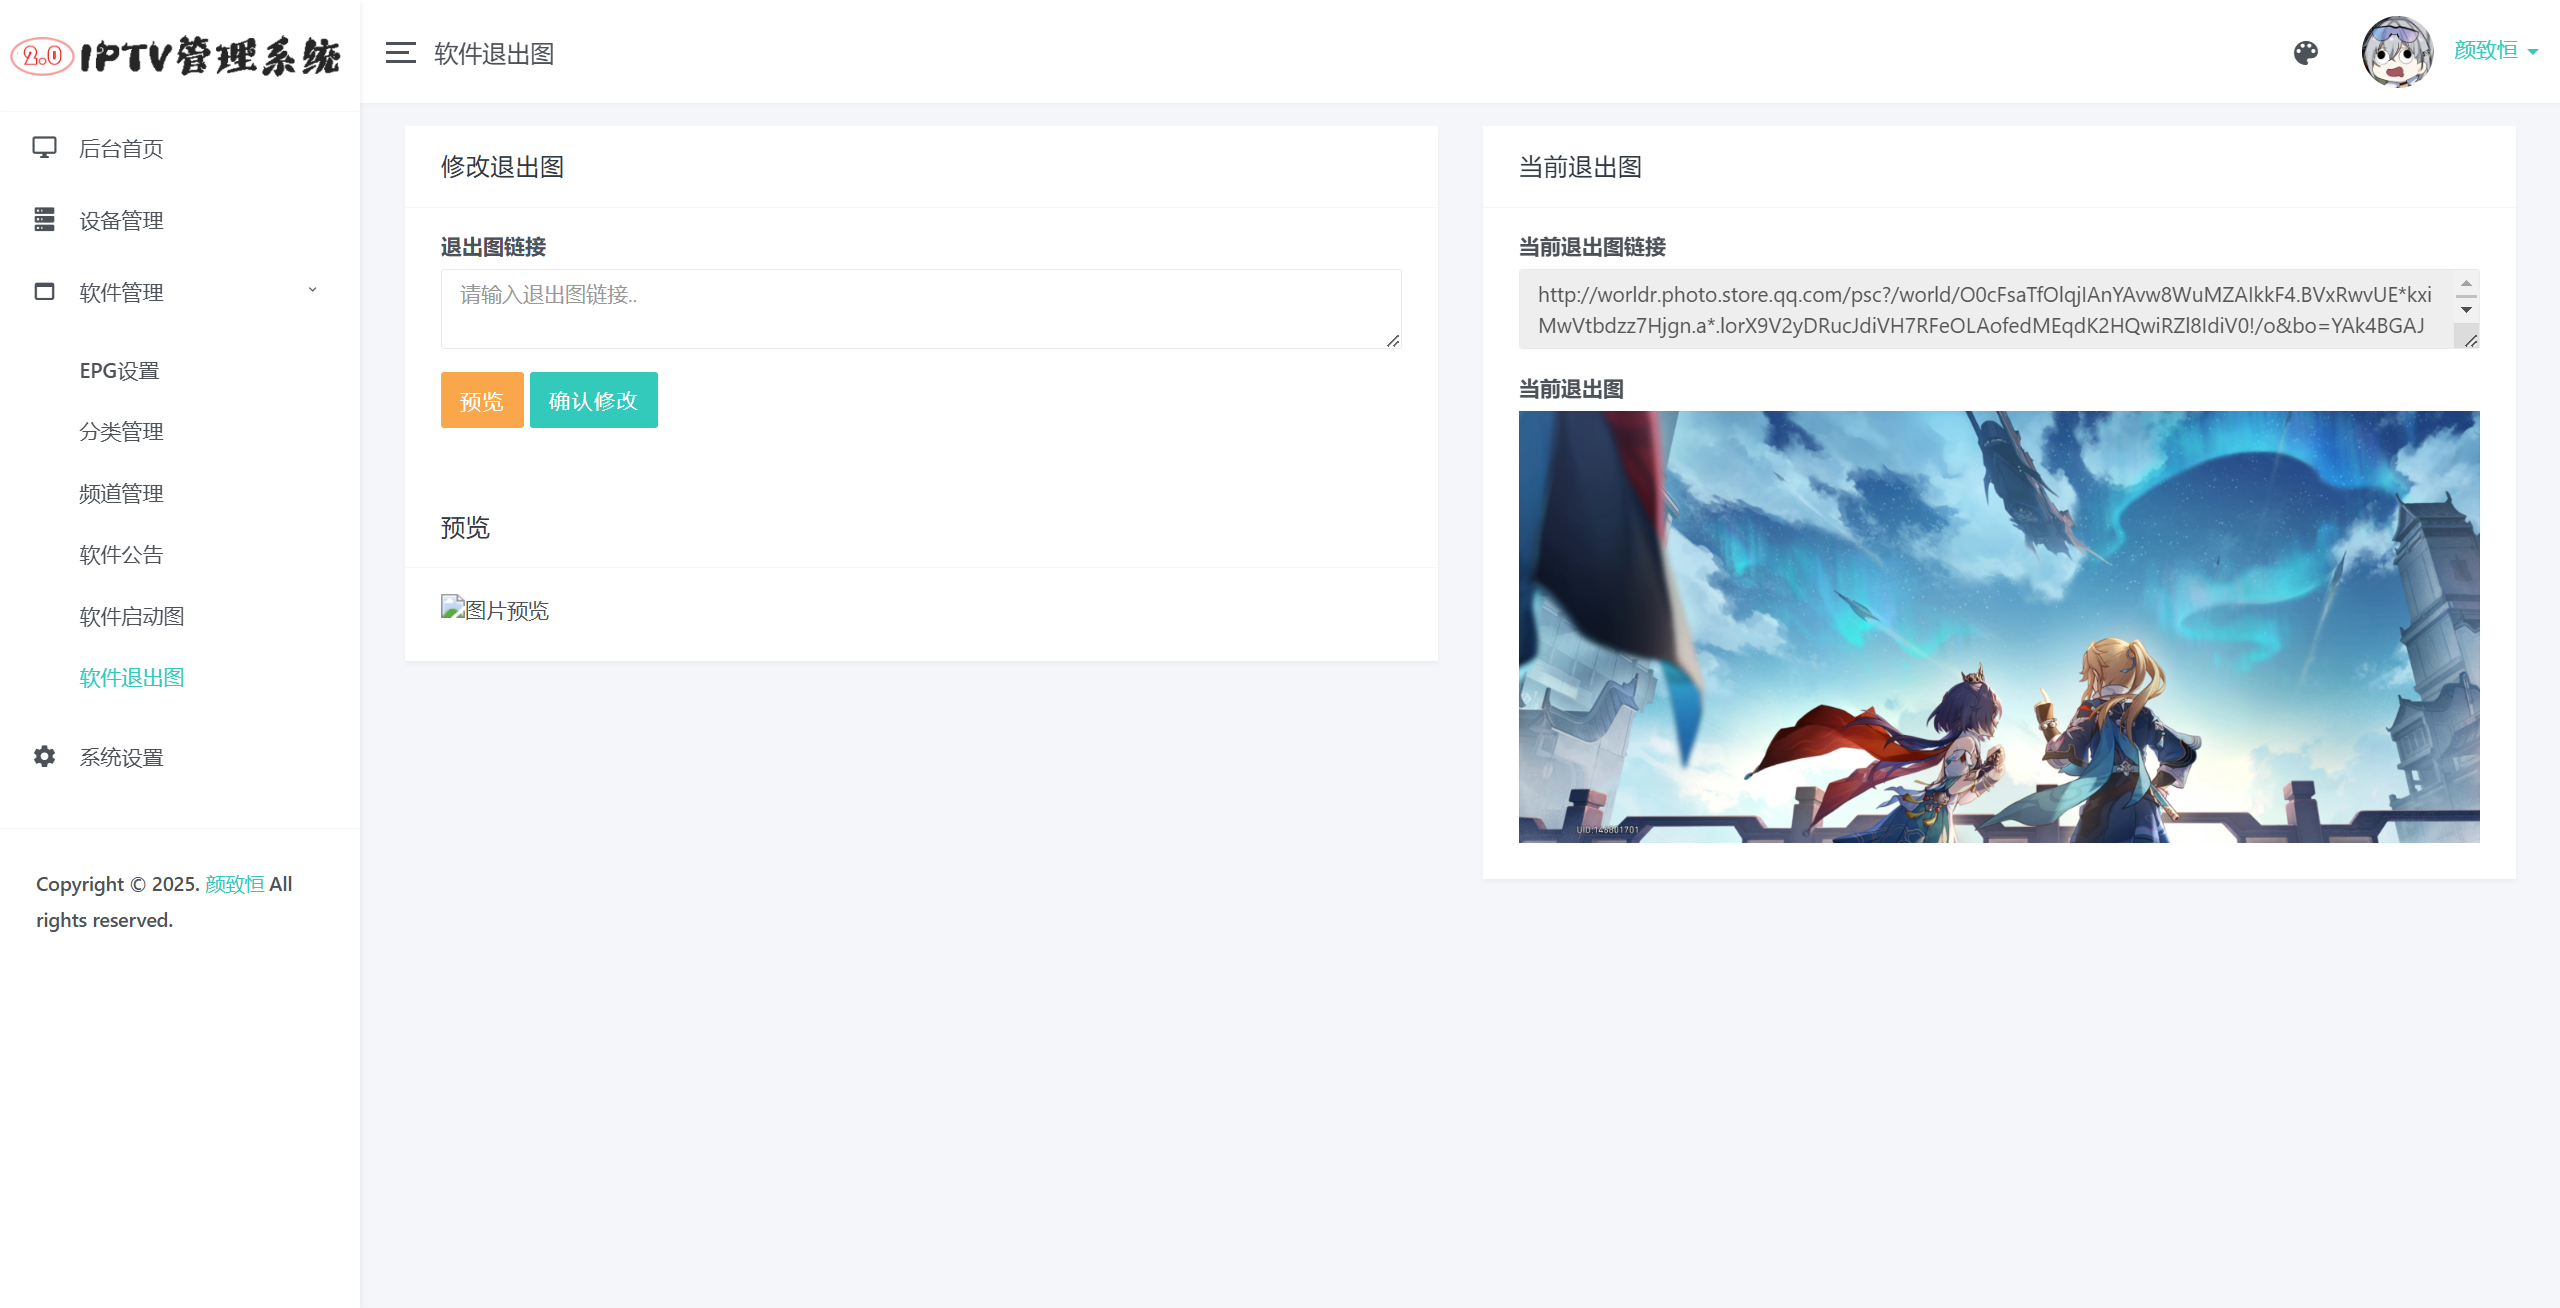 2.0 IPTV管理系统
软件退出图
颜致恒
后台首页
设备管理
软件管理
EPG设置
分类管理
频道管理
软件公告
软件启动图
软件退出图
系统设置
Copyright © 2025. 颜致恒 All
rights reserved.
修改退出图
退出图链接
请输入退出图链接..
预览 确认修改
预览
图片预览
当前退出图
当前退出图链接
http://worldr.photo.store.qq.com/psc?/world/O0cFsaTfOlqjIAnYAvw8WuMZAIkkF4.BVxRwvUE*kxi
MwVtbdzz7Hjgn.a*.lorX9V2yDRucJdiVH7RFeOLAofedMEqdK2HQwiRZl8IdiV0!/o&bo=YAk4BGAJ
当前退出图
UID:146801701